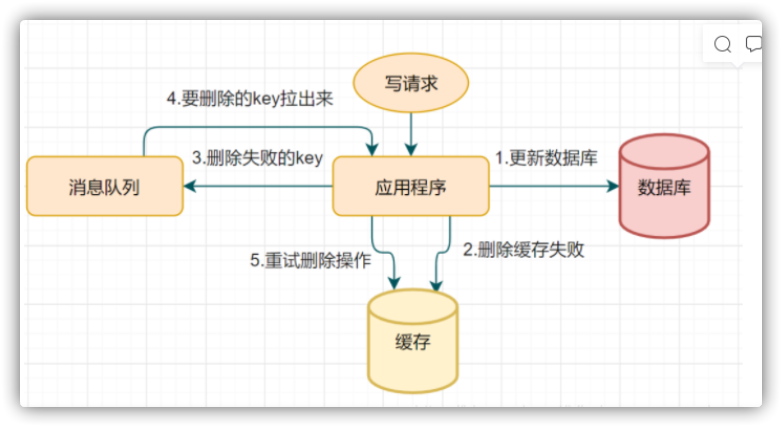 写请求
4.要删除的key拉出来
3.删除失败的key
1.更新数据库
消息队列
应用程序
数据库
5.重试删除操作
2.删除缓存失败
缓存